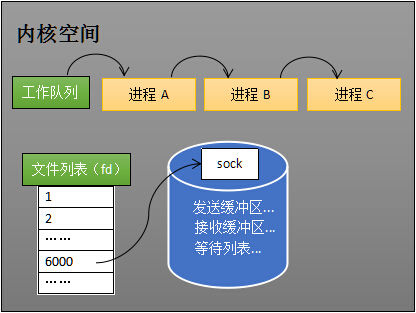 内核空间
工作队列
进程 A
进程 B
进程 C
文件列表（fd）
1
2
……
6000
……
sock
发送缓冲区...
接收缓冲区...
等待列表...